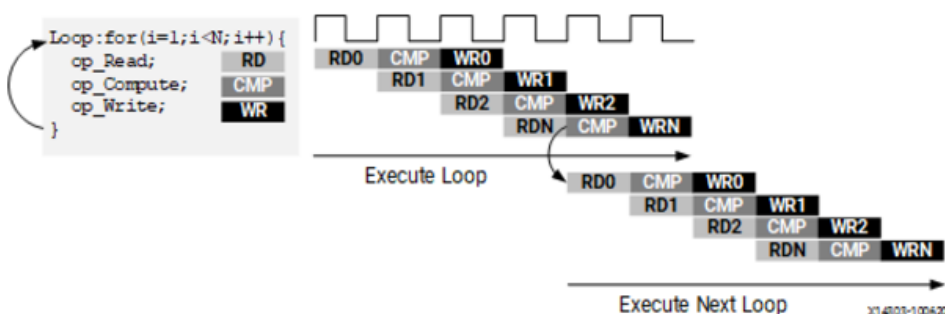 Loop:for(i=1;i<N;i++){
op_Read; RD
op_Compute; CMP
op_Write; WR
}
RD0 CMP WR0
RD1 CMP WR1
RD2 CMP WR2
RDN CMP WRN
Execute Loop
RD0 CMP WR0
RD1 CMP WR1
RD2 CMP WR2
RDN CMP WRN
Execute Next Loop